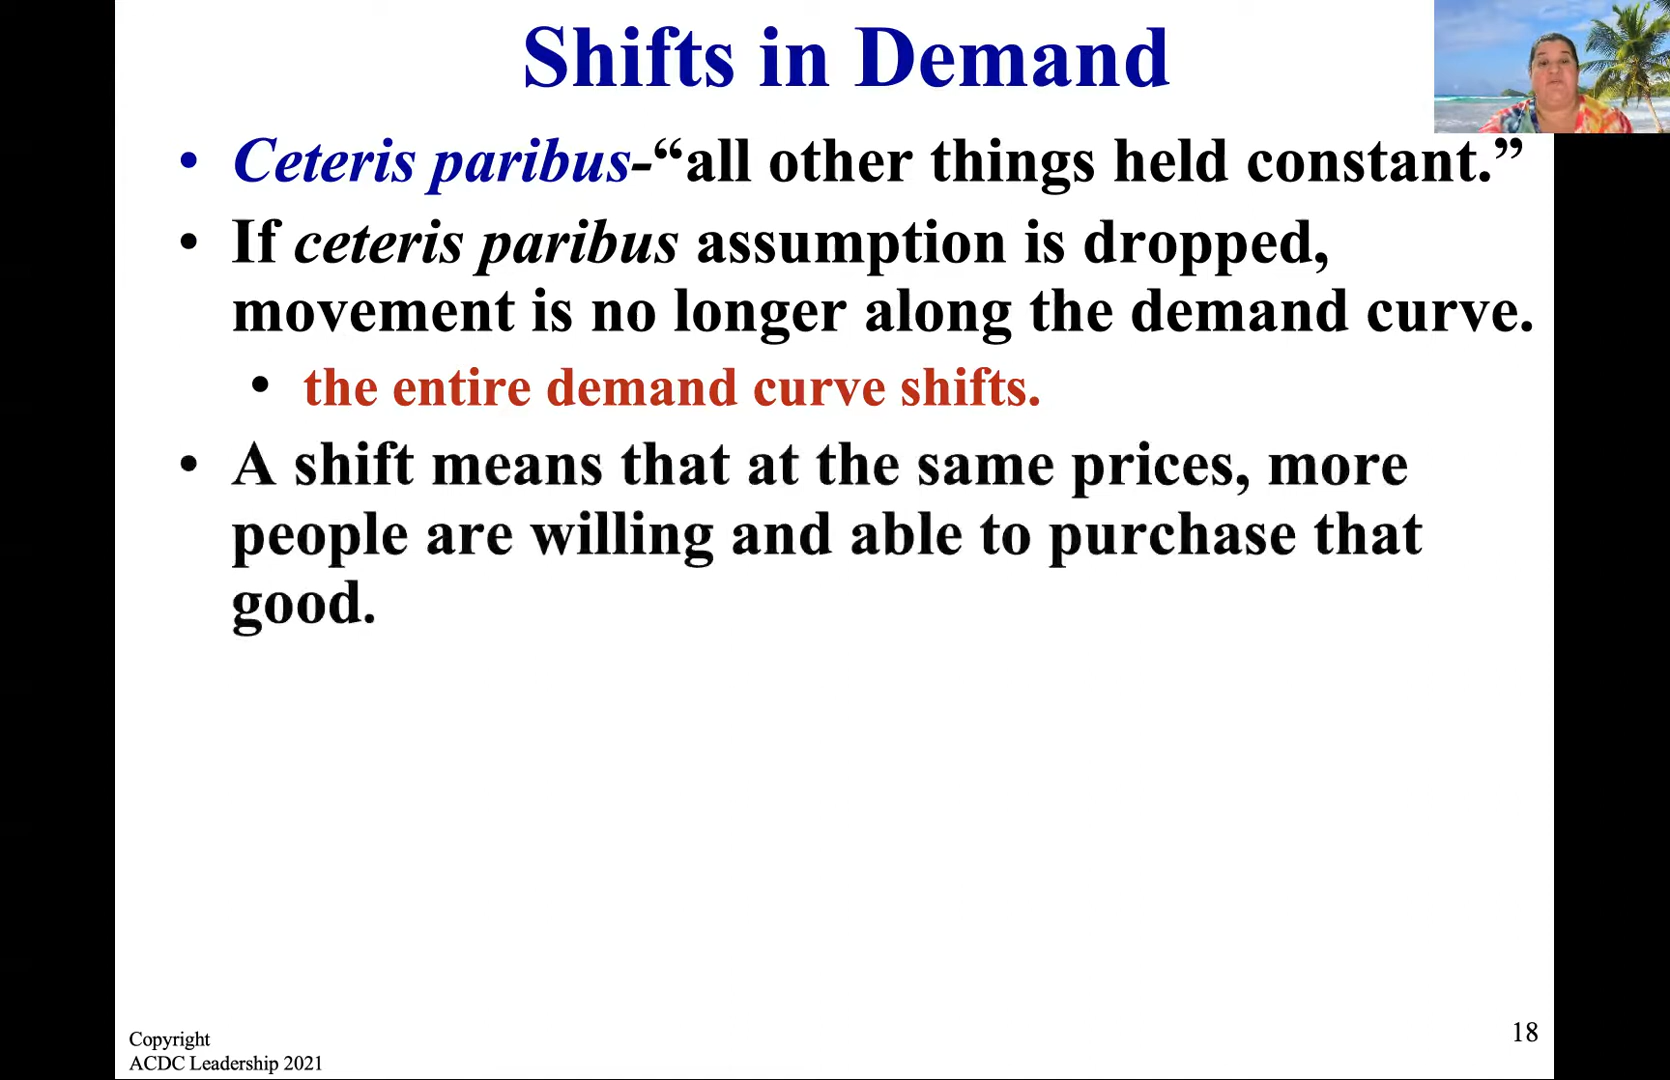 Shifts in Demand
• Ceteris paribus-“all other things held constant.”
• If ceteris paribus assumption is dropped,
movement is no longer along the demand curve.
• the entire demand curve shifts.
• A shift means that at the same prices, more
people are willing and able to purchase that
good.
Copyright
ACDC Leadership 2021
18